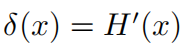 δ(x) = H′(x)